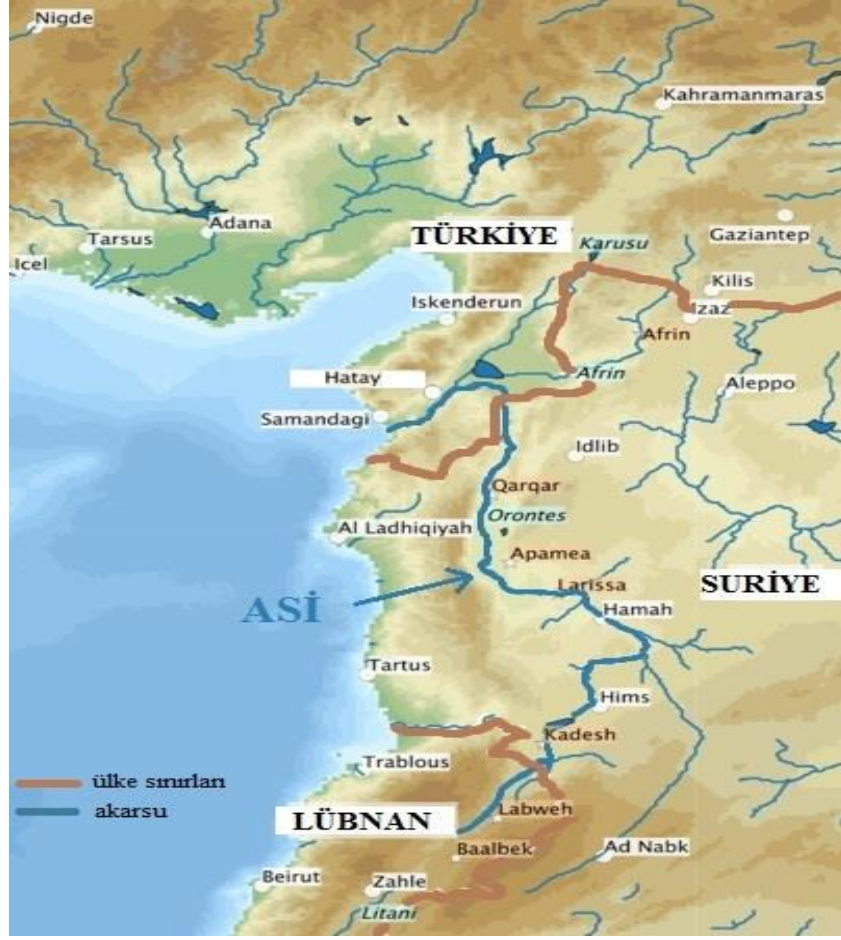 Nigde
Kahramanmaras
Adana
Tarsus
TÜRKİYE
Karusu
Gaziantep
Icel
Kilis
Iskenderun
Izaz
Afrin
Hatay
Afrin
Aleppo
Samandagi
Idlib
Qarqar
Orontes
Al Ladhiqiyah
Apamea
Larissa
SURİYE
ASİ
Hamah
Tartus
Hims
Kadesh
Trablous
ülke sınırları
akarsu
LÜBNAN
Labweh
Baalbek
Ad Nabk
Beirut
Zahle
Litani